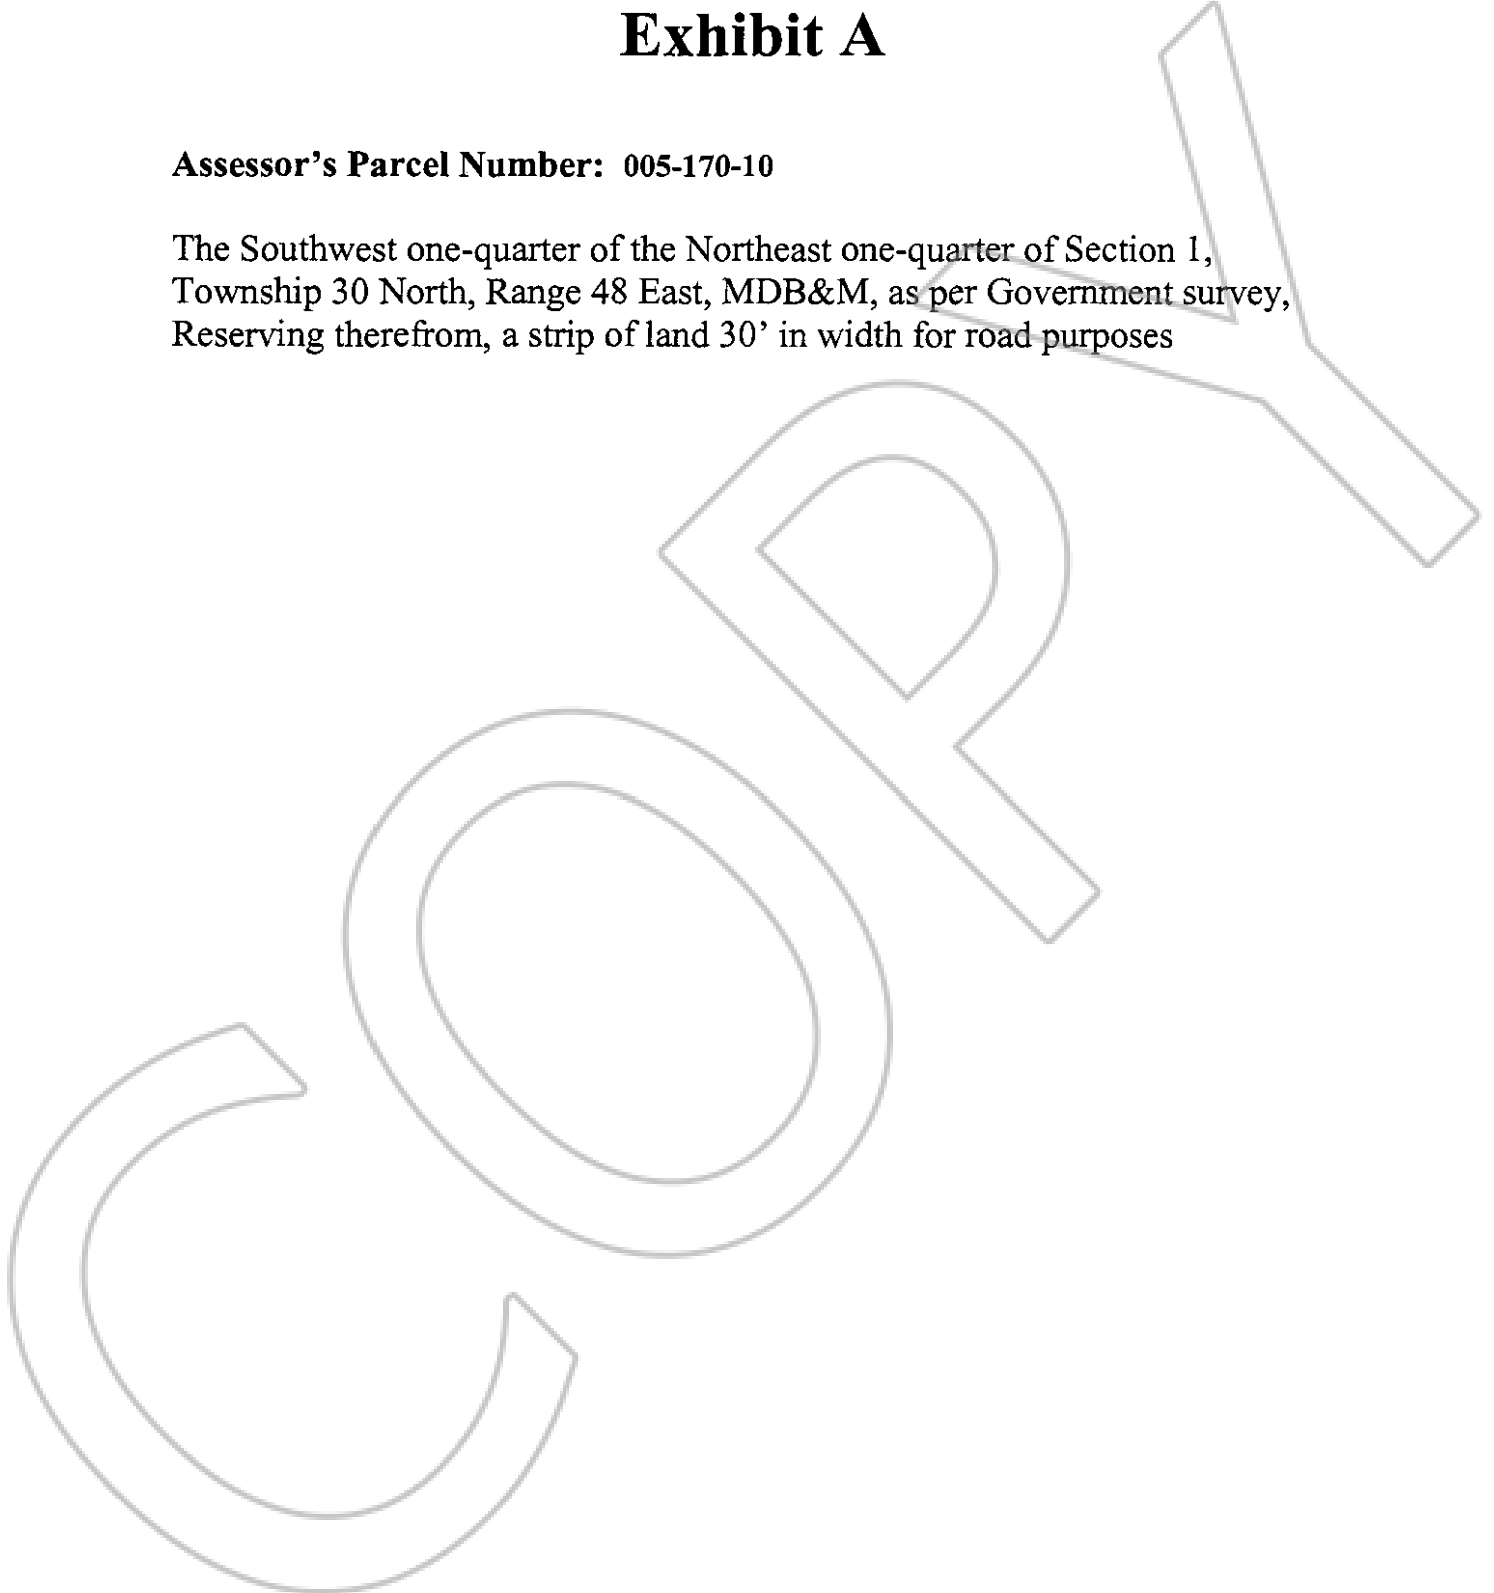 Exhibit A
Assessor's Parcel Number: 005-170-10
The Southwest one-quarter of the Northeast one-quarter of Section 1,
Township 30 North, Range 48 East, MDB&M, as per Government survey,
Reserving therefrom, a strip of land 30' in width for road purposes
COPY